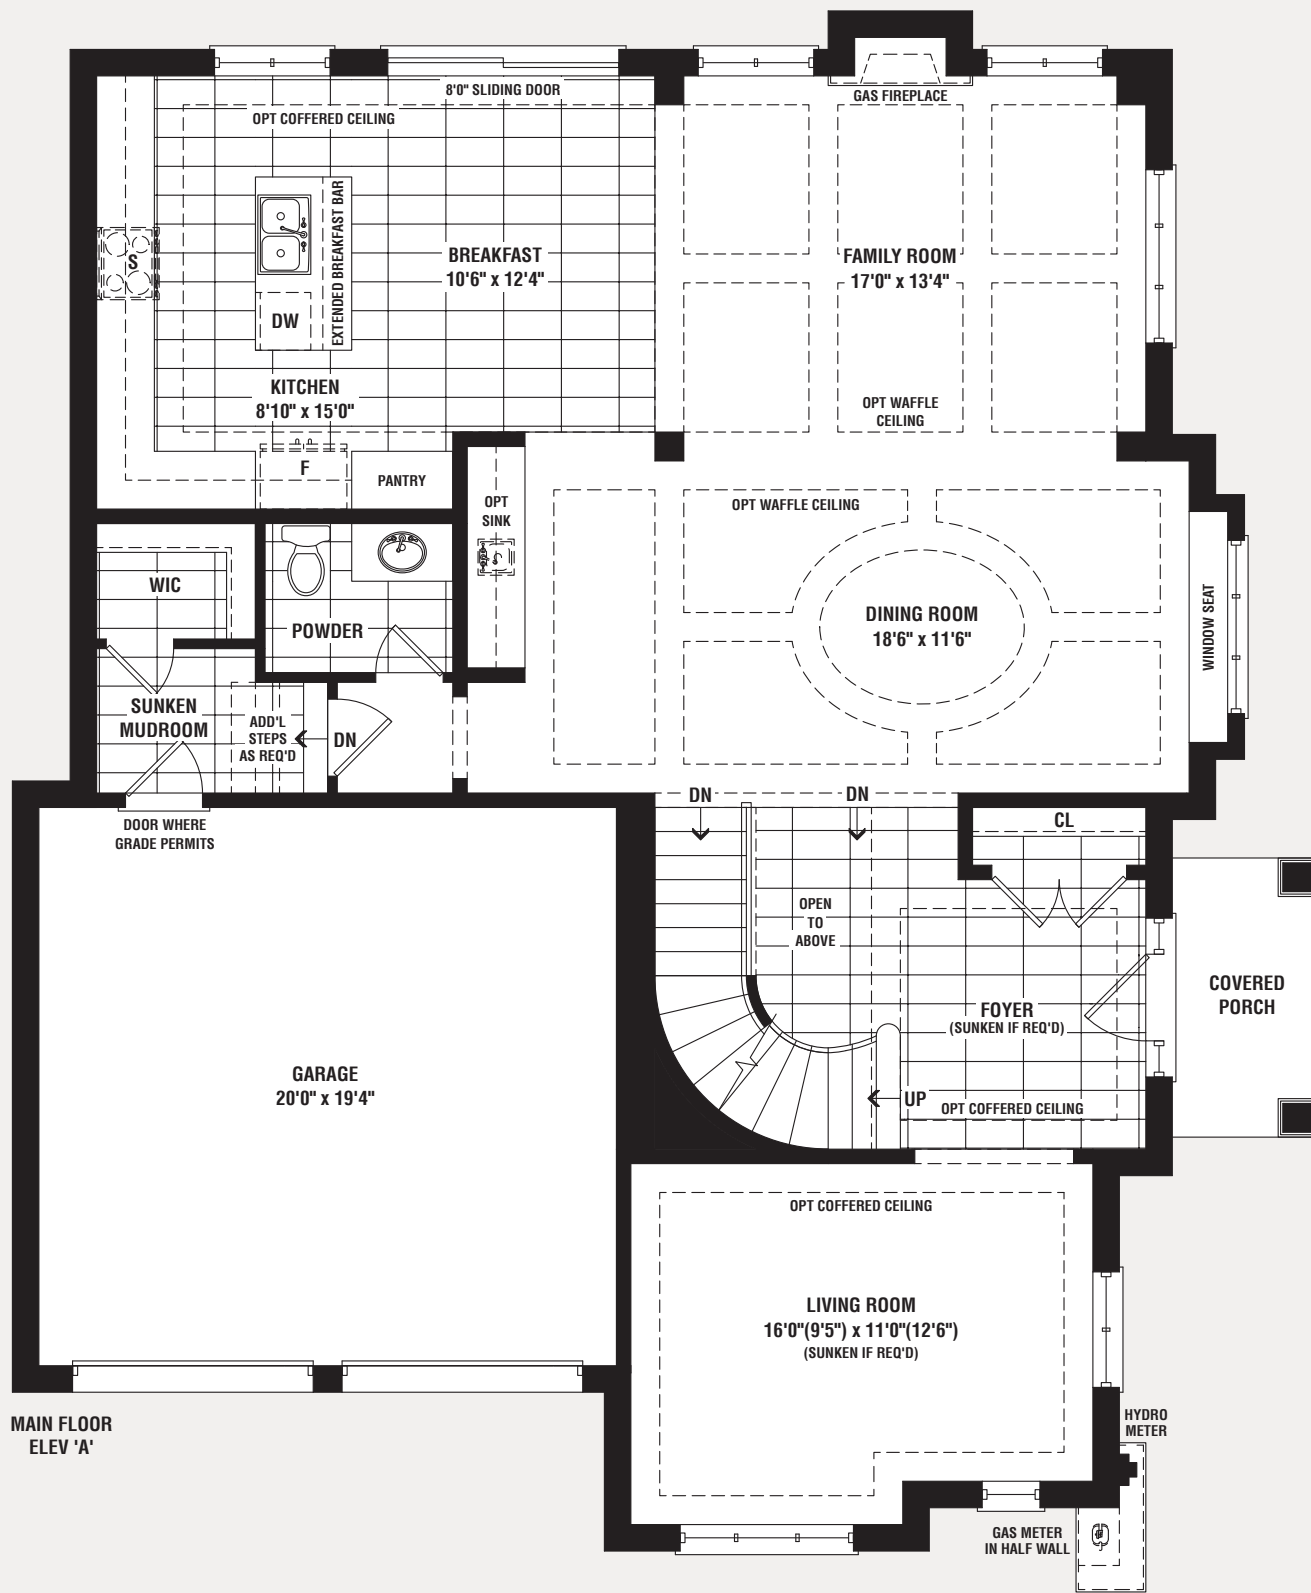 8'0" SLIDING DOOR
GAS FIREPLACE
OPT COFFERED CEILING
EXTENDED BREAKFAST BAR
BREAKFAST
10'6" x 12'4"
FAMILY ROOM
17'0" x 13'4"
S
DW
KITCHEN
8'10" x 15'0"
OPT WAFFLE
CEILING
F
PANTRY
OPT
SINK
OPT WAFFLE CEILING
WIC
POWDER
DINING ROOM
18'6" x 11'6"
WINDOW SEAT
SUNKEN
MUDROOM
ADD'L
STEPS
AS REQ'D
DN
DN
DN
DOOR WHERE
GRADE PERMITS
CL
OPEN
TO
ABOVE
COVERED
PORCH
FOYER
(SUNKEN IF REQ'D)
GARAGE
20'0" x 19'4"
UP
OPT COFFERED CEILING
OPT COFFERED CEILING
LIVING ROOM
16'0"(9'5") x 11'0"(12'6")
(SUNKEN IF REQ'D)
MAIN FLOOR
ELEV 'A'
HYDRO
METER
GAS METER
IN HALF WALL